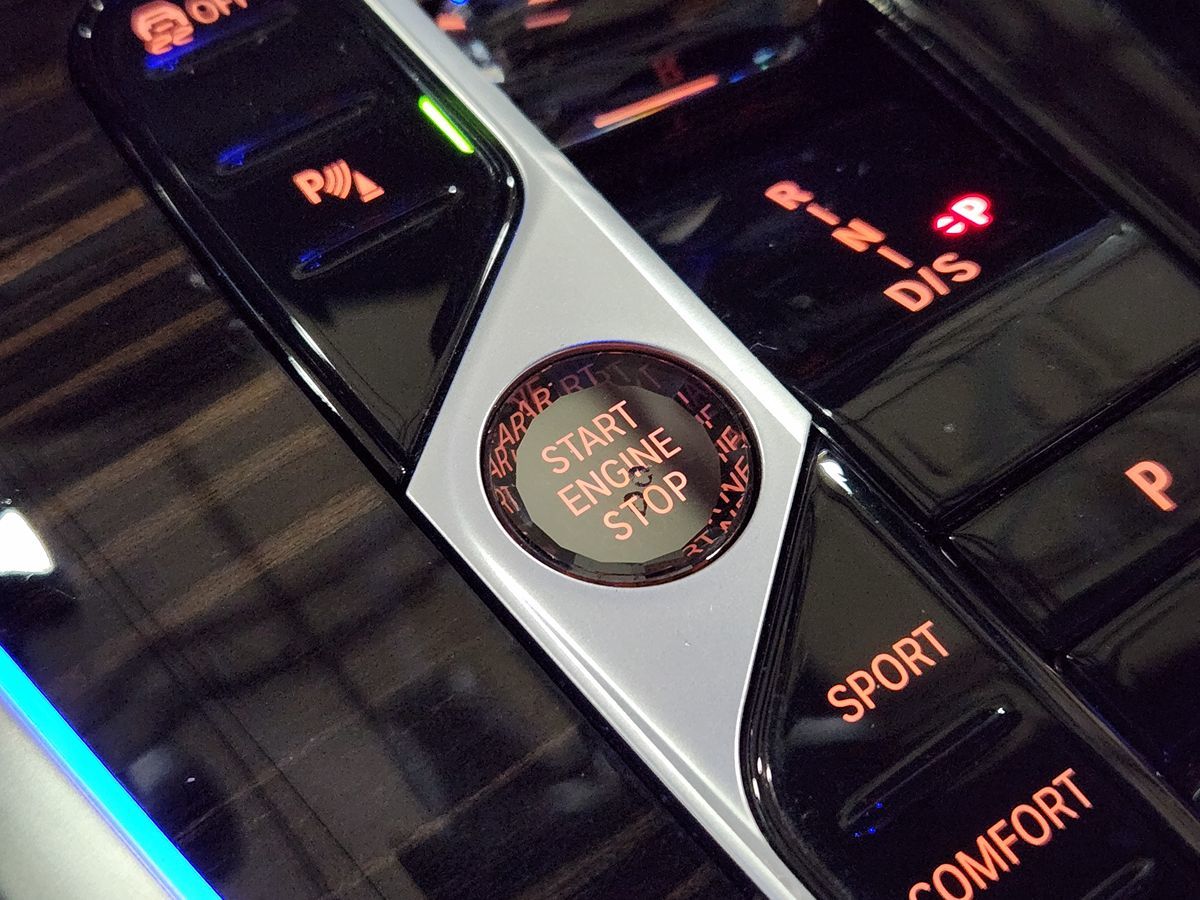 OFF
P
R
N
D/S
P
START
ENGINE
STOP
P
SPORT
COMFORT